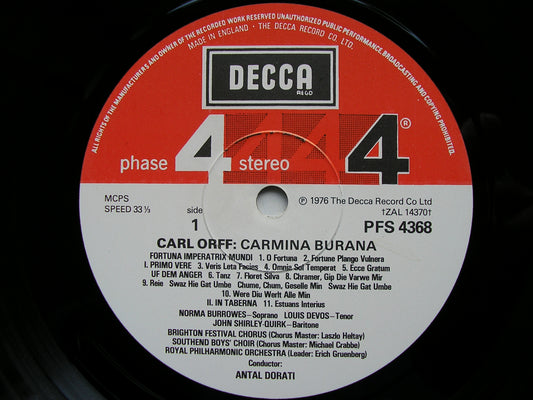 ALL RIGHTS OF THE MANUFACTURERS AND OWNER OF THE RECORDED WORK RESERVED UNAUTHORIZED PUBLIC PERFORMANCE, BROADCASTING AND COPYING PROHIBITED.
MADE IN ENGLAND • THE DECCA RECORD CO LTD.
DECCA
REGD
phase 4 stereo 4 ®
MCPS
SPEED 33⅓
side
1
℗ 1976 The Decca Record Co Ltd
†ZAL 14370†
PFS 4368
CARL ORFF: CARMINA BURANA
FORTUNA IMPERATRIX MUNDI 1. O Fortuna 2. Fortune Plango Vulnera
I. PRIMO VERE 3. Veris Leta Facies 4. Omnia Sol Temperat 5. Ecce Gratum
UF DEM ANGER 6. Tanz 7. Floret Silva 8. Chramer, Gip Die Varwe Mir
9. Reie Swaz Hie Gat Umbe Chume, Chum, Geselle Min Swaz Hie Gat Umbe
10. Were Diu Werlt Alle Min
II. IN TABERNA 11. Estuans Interius
NORMA BURROWES—Soprano LOUIS DEVOS—Tenor
JOHN SHIRLEY-QUIRK—Baritone
BRIGHTON FESTIVAL CHORUS (Chorus Master: Laszlo Heltay)
SOUTHEND BOYS' CHOIR (Chorus Master: Michael Crabbe)
ROYAL PHILHARMONIC ORCHESTRA (Leader: Erich Gruenberg)
Conductor:
ANTAL DORATI